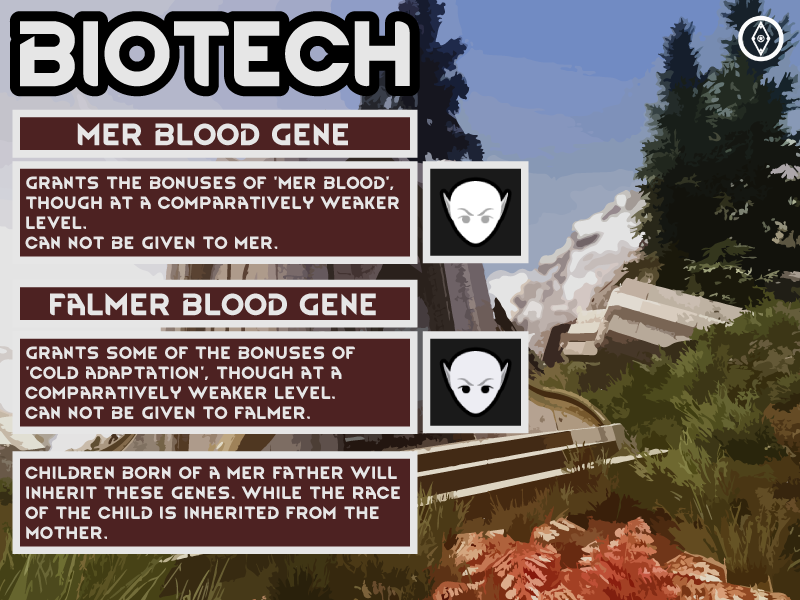 BIOTECH
MER BLOOD GENE
GRANTS THE BONUSES OF 'MER BLOOD',
THOUGH AT A COMPARATIVELY WEAKER
LEVEL.
CAN NOT BE GIVEN TO MER.
FALMER BLOOD GENE
GRANTS SOME OF THE BONUSES OF
'COLD ADAPTATION', THOUGH AT A
COMPARATIVELY WEAKER LEVEL.
CAN NOT BE GIVEN TO FALMER.
CHILDREN BORN OF A MER FATHER WILL
INHERIT THESE GENES. WHILE THE RACE
OF THE CHILD IS INHERITED FROM THE
MOTHER.